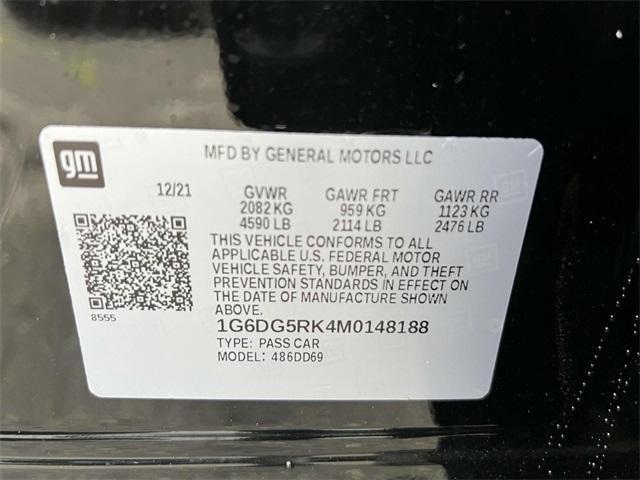 gm
MFD BY GENERAL MOTORS LLC
12/21 GVWR GAWR FRT GAWR RR
2082 KG 959 KG 1123 KG
4590 LB 2114 LB 2476 LB
THIS VEHICLE CONFORMS TO ALL
APPLICABLE U.S. FEDERAL MOTOR
VEHICLE SAFETY, BUMPER, AND THEFT
PREVENTION STANDARDS IN EFFECT ON
THE DATE OF MANUFACTURE SHOWN
ABOVE.
8555
1G6DG5RK4M0148188
TYPE: PASS CAR
MODEL: 486DD69